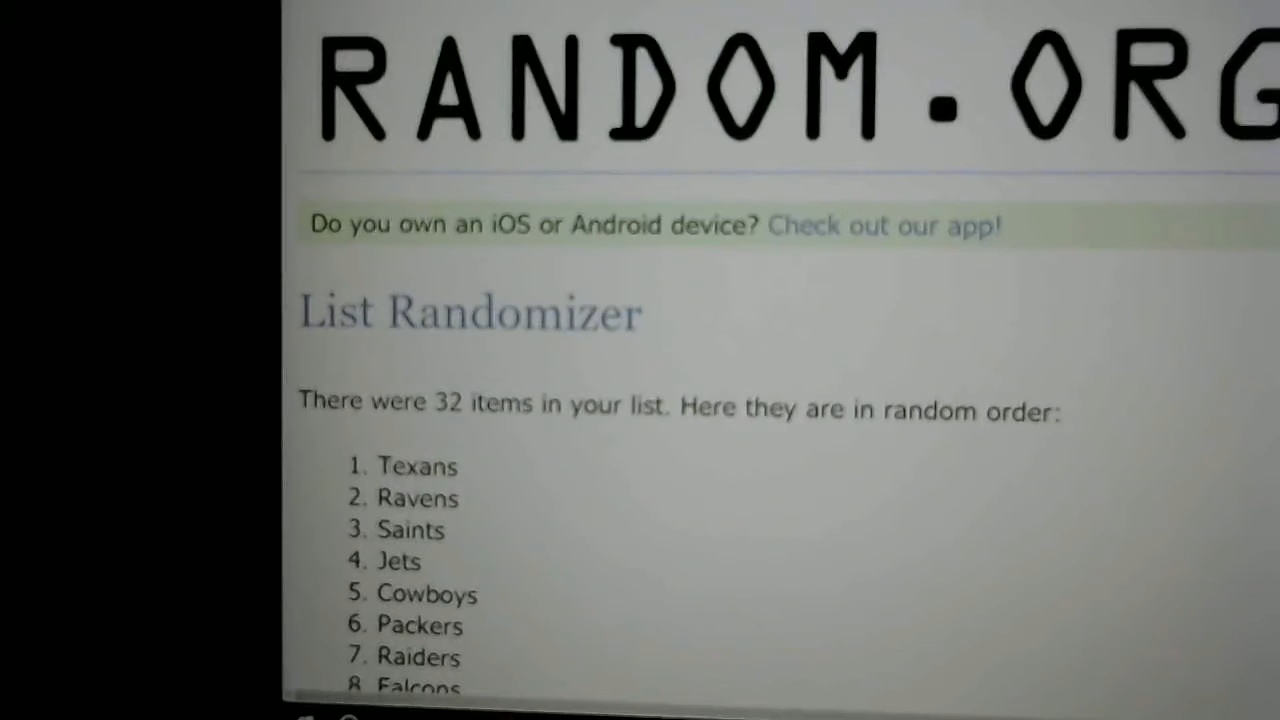 RANDOM.ORG
Do you own an iOS or Android device? Check out our app!
List Randomizer
There were 32 items in your list. Here they are in random order:
1. Texans
2. Ravens
3. Saints
4. Jets
5. Cowboys
6. Packers
7. Raiders
8. Falcons